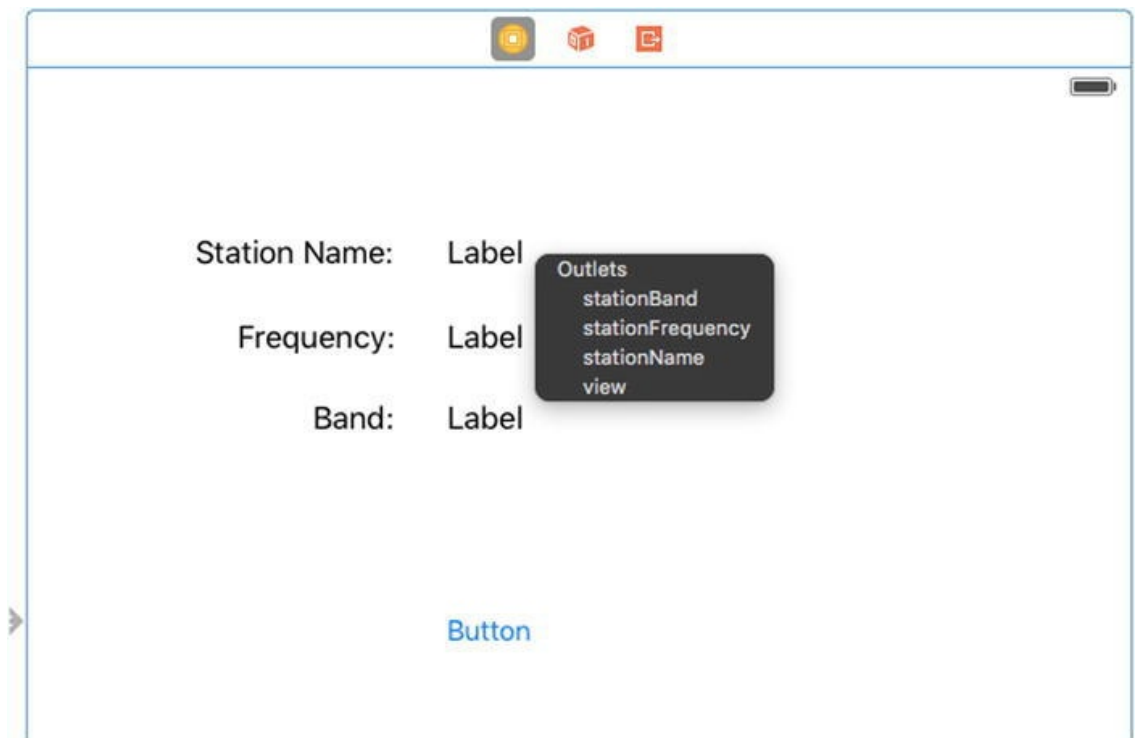 Station Name: Label
Outlets
stationBand
stationFrequency
stationName
view
Frequency: Label
Band: Label
Button